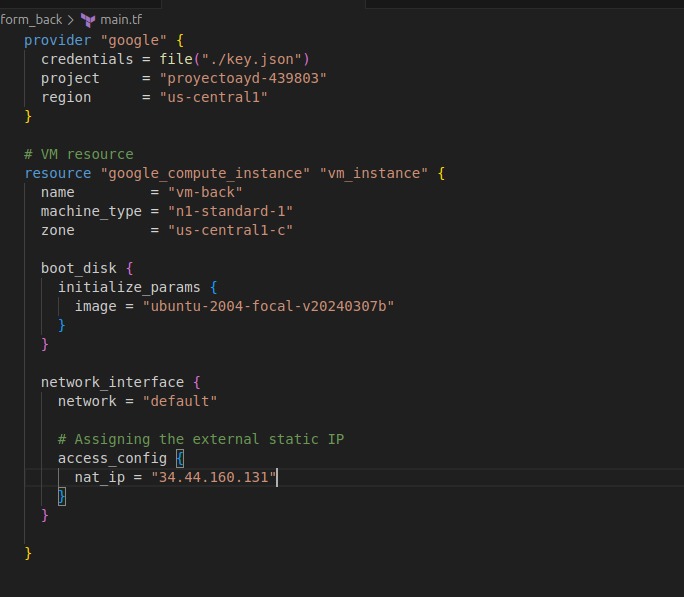 form_back > main.tf
provider "google" {
  credentials = file("./key.json")
  project     = "proyectoayd-439803"
  region      = "us-central1"
}
# VM resource
resource "google_compute_instance" "vm_instance" {
  name         = "vm-back"
  machine_type = "n1-standard-1"
  zone         = "us-central1-c"
  boot_disk {
    initialize_params {
      image = "ubuntu-2004-focal-v20240307b"
    }
  }
  network_interface {
    network = "default"
    # Assigning the external static IP
    access_config {
      nat_ip = "34.44.160.131"
    }
  }
}